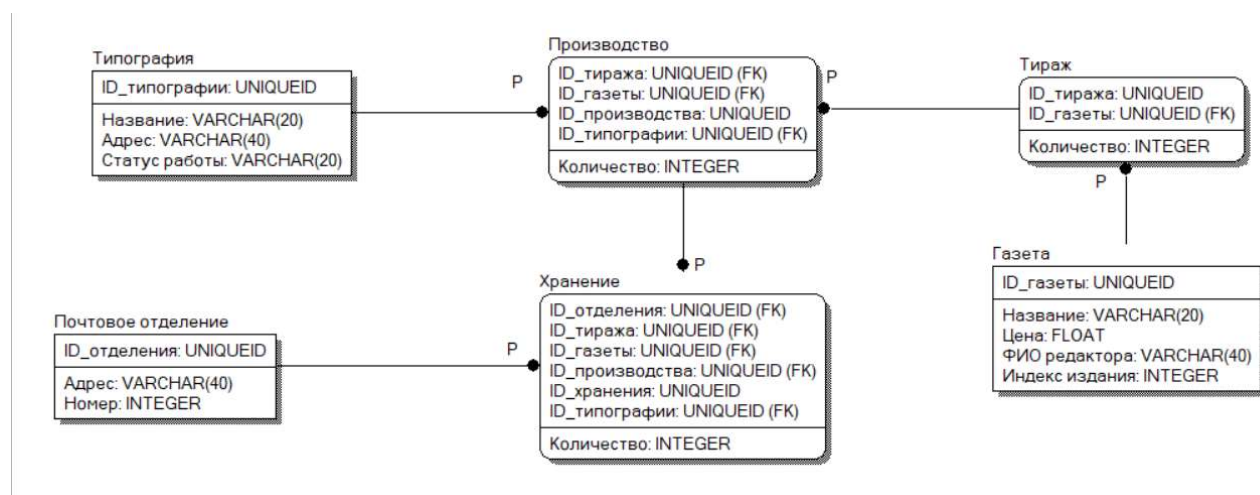 Типография
ID_типографии: UNIQUEID
Название: VARCHAR(20)
Адрес: VARCHAR(40)
Статус работы: VARCHAR(20)
P
Производство
ID_тиража: UNIQUEID (FK)
ID_газеты: UNIQUEID (FK)
ID_производства: UNIQUEID
ID_типографии: UNIQUEID (FK)
Количество: INTEGER
P
Тираж
ID_тиража: UNIQUEID
ID_газеты: UNIQUEID (FK)
Количество: INTEGER
P
Газета
ID_газеты: UNIQUEID
Название: VARCHAR(20)
Цена: FLOAT
ФИО редактора: VARCHAR(40)
Индекс издания: INTEGER
P
Хранение
ID_отделения: UNIQUEID (FK)
ID_тиража: UNIQUEID (FK)
ID_газеты: UNIQUEID (FK)
ID_производства: UNIQUEID (FK)
ID_хранения: UNIQUEID
ID_типографии: UNIQUEID (FK)
Количество: INTEGER
P
Почтовое отделение
ID_отделения: UNIQUEID
Адрес: VARCHAR(40)
Номер: INTEGER